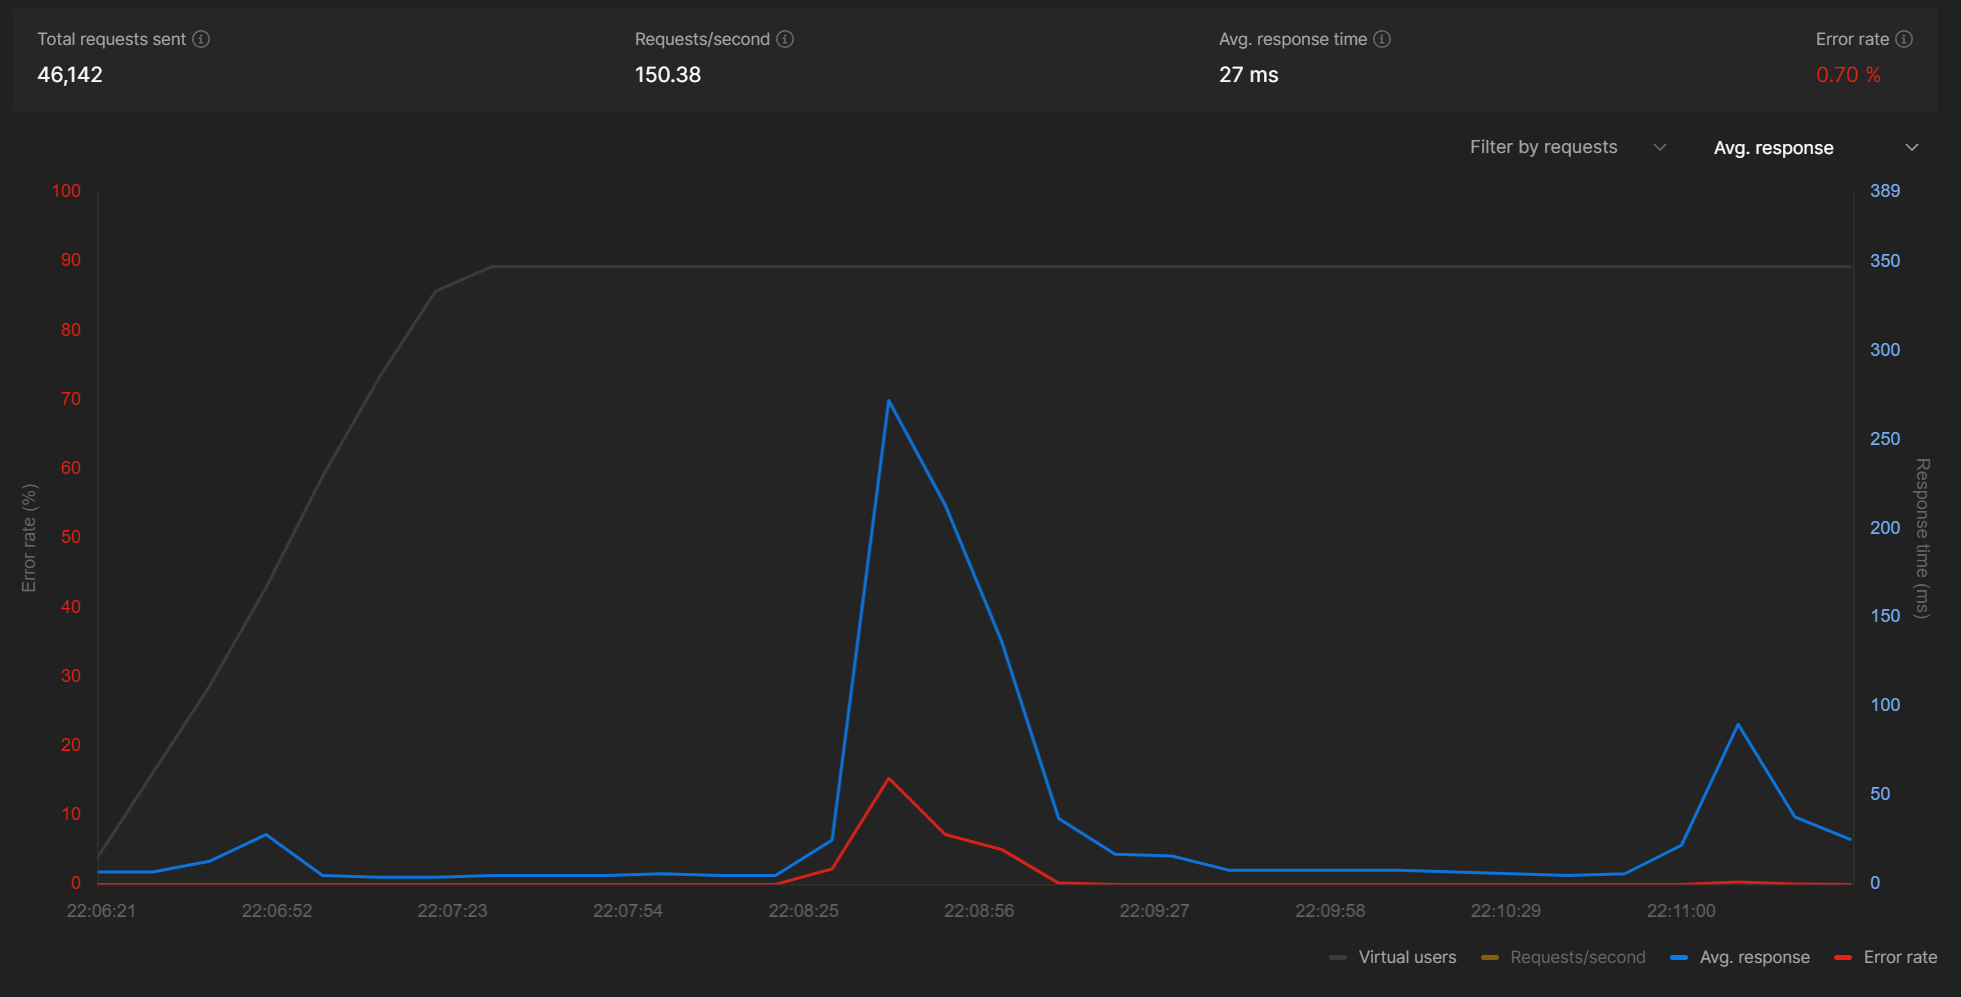 Total requests sent
46,142
Requests/second
150.38
Avg. response time
27 ms
Error rate
0.70 %
Filter by requests
Avg. response
100
90
80
70
60
50
40
30
20
10
0
Error rate (%)
389
350
300
250
200
150
100
50
0
Response time (ms)
22:06:21
22:06:52
22:07:23
22:07:54
22:08:25
22:08:56
22:09:27
22:09:58
22:10:29
22:11:00
Virtual users
Requests/second
Avg. response
Error rate